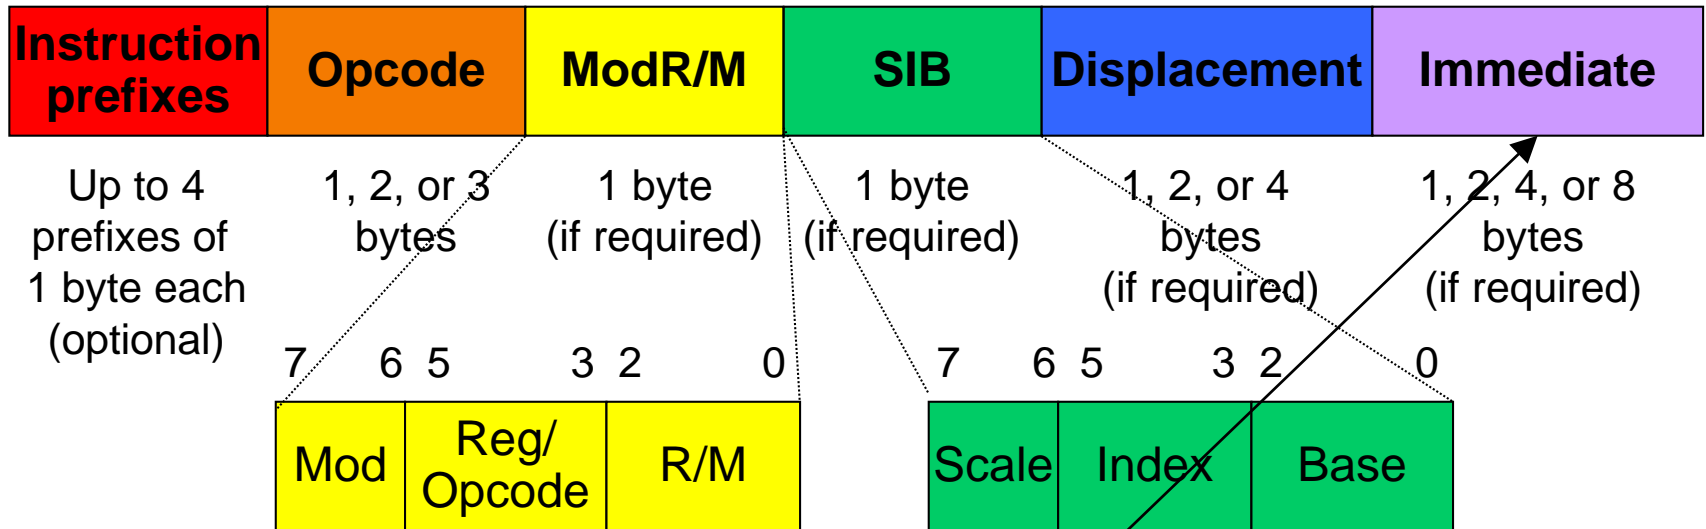 Instruction prefixes
Opcode
ModR/M
SIB
Displacement
Immediate
Up to 4
prefixes of
1 byte each
(optional)
1, 2, or 3
bytes
1 byte
(if required)
1 byte
(if required)
1, 2, or 4
bytes
(if required)
1, 2, 4, or 8
bytes
(if required)
7 6 5 3 2 0
7 6 5 3 2 0
Mod
Reg/
Opcode
R/M
Scale
Index
Base